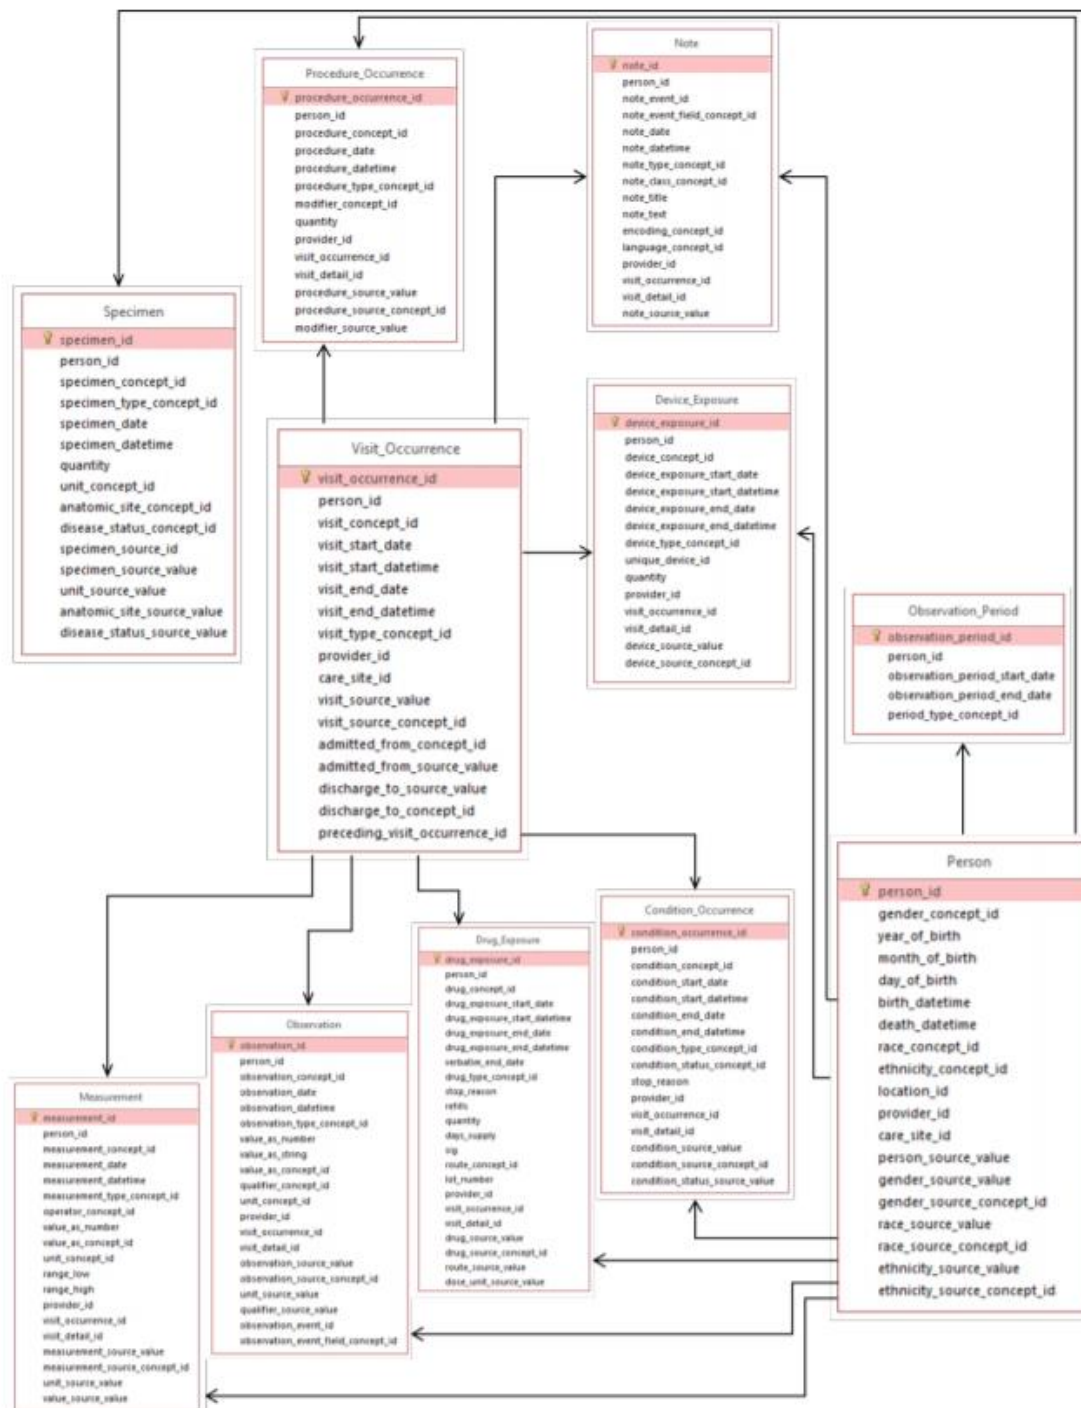 Procedure_Occurrence
procedure_occurrence_id
person_id
procedure_concept_id
procedure_date
procedure_datetime
procedure_type_concept_id
modifier_concept_id
quantity
provider_id
visit_occurrence_id
visit_detail_id
procedure_source_value
procedure_source_concept_id
modifier_source_value
Note
note_id
person_id
note_event_id
note_event_field_concept_id
note_date
note_datetime
note_type_concept_id
note_class_concept_id
note_title
note_text
encoding_concept_id
language_concept_id
provider_id
visit_occurrence_id
visit_detail_id
note_source_value
Specimen
specimen_id
person_id
specimen_concept_id
specimen_type_concept_id
specimen_date
specimen_datetime
quantity
unit_concept_id
anatomic_site_concept_id
disease_status_concept_id
specimen_source_id
specimen_source_value
unit_source_value
anatomic_site_source_value
disease_status_source_value
Visit_Occurrence
visit_occurrence_id
person_id
visit_concept_id
visit_start_date
visit_start_datetime
visit_end_date
visit_end_datetime
visit_type_concept_id
provider_id
care_site_id
visit_source_value
visit_source_concept_id
admitted_from_concept_id
admitted_from_source_value
discharge_to_source_value
discharge_to_concept_id
preceding_visit_occurrence_id
Device_Exposure
device_exposure_id
person_id
device_concept_id
device_exposure_start_date
device_exposure_start_datetime
device_exposure_end_date
device_exposure_end_datetime
device_type_concept_id
unique_device_id
quantity
provider_id
visit_occurrence_id
visit_detail_id
device_source_value
device_source_concept_id
Observation_Period
observation_period_id
person_id
observation_period_start_date
observation_period_end_date
period_type_concept_id
Person
person_id
gender_concept_id
year_of_birth
month_of_birth
day_of_birth
birth_datetime
death_datetime
race_concept_id
ethnicity_concept_id
location_id
provider_id
care_site_id
person_source_value
gender_source_value
gender_source_concept_id
race_source_value
race_source_concept_id
ethnicity_source_value
ethnicity_source_concept_id
Condition_Occurrence
condition_occurrence_id
person_id
condition_concept_id
condition_start_date
condition_start_datetime
condition_end_date
condition_end_datetime
condition_type_concept_id
condition_status_concept_id
stop_reason
provider_id
visit_occurrence_id
visit_detail_id
condition_source_value
condition_source_concept_id
condition_status_source_value
Drug_Exposure
drug_exposure_id
person_id
drug_concept_id
drug_exposure_start_date
drug_exposure_start_datetime
drug_exposure_end_date
drug_exposure_end_datetime
verbatim_end_date
drug_type_concept_id
stop_reason
refills
quantity
days_supply
sig
route_concept_id
lot_number
provider_id
visit_occurrence_id
visit_detail_id
drug_source_value
drug_source_concept_id
route_source_value
dose_unit_source_value
Observation
observation_id
person_id
observation_concept_id
observation_date
observation_datetime
observation_type_concept_id
value_as_number
value_as_string
value_as_concept_id
qualifier_concept_id
unit_concept_id
provider_id
visit_occurrence_id
visit_detail_id
observation_source_value
observation_source_concept_id
unit_source_value
qualifier_source_value
observation_event_id
observation_event_field_concept_id
Measurement
measurement_id
person_id
measurement_concept_id
measurement_date
measurement_datetime
measurement_type_concept_id
operator_concept_id
value_as_number
value_as_concept_id
unit_concept_id
range_low
range_high
provider_id
visit_occurrence_id
visit_detail_id
measurement_source_value
measurement_source_concept_id
unit_source_value
value_source_value